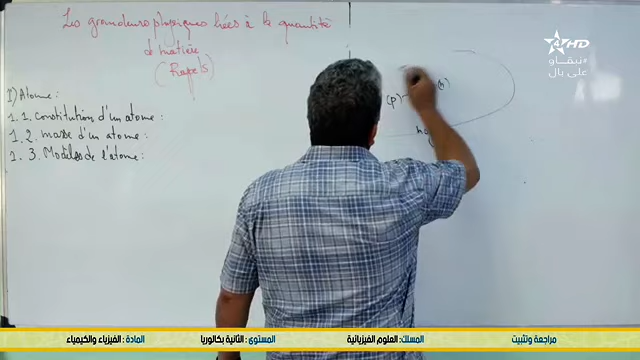 Les grandeurs physiques liées à la quantité
de matière
(Rapels)
I) Atome :
1.1. Constitution d'un atome :
1.2. masse d'un atome :
1.3. Modèles de l'atome :
(p) (n)
4 HD
#نبقاو
على بال
مراجعة وتثبيت المسلك: العلوم الفيزيائية المستوى : الثانية بكالوريا المادة : الفيزياء والكيمياء